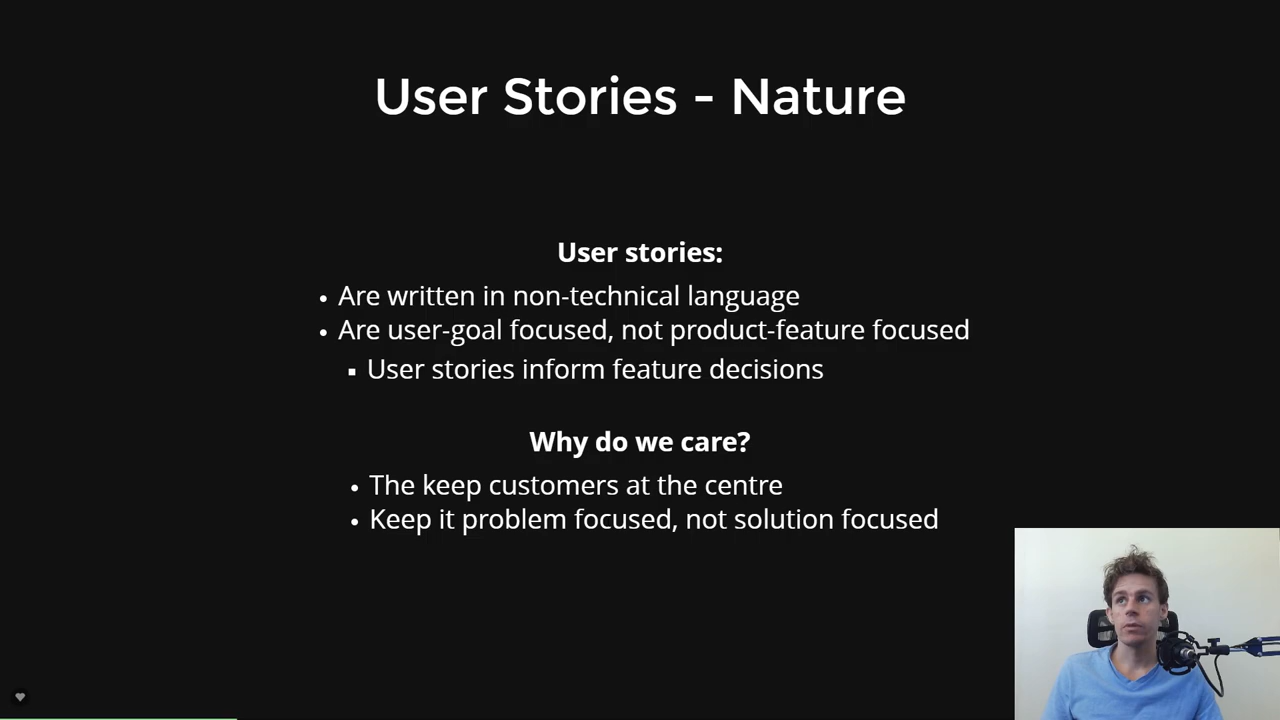 User Stories - Nature
User stories:
Are written in non-technical language
Are user-goal focused, not product-feature focused
User stories inform feature decisions
Why do we care?
The keep customers at the centre
Keep it problem focused, not solution focused